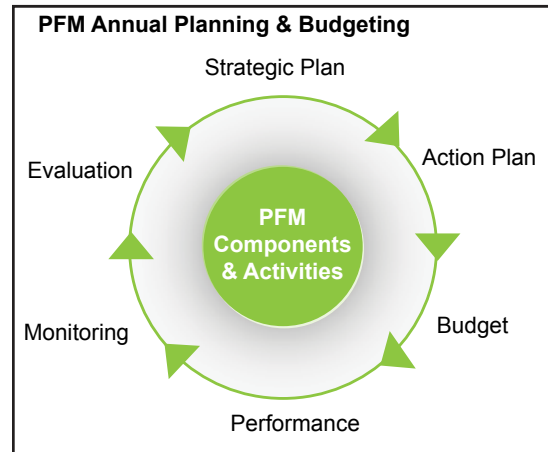 PFM Annual Planning & Budgeting
Strategic Plan
Action Plan
Budget
Performance
Monitoring
Evaluation
PFM
Components
& Activities